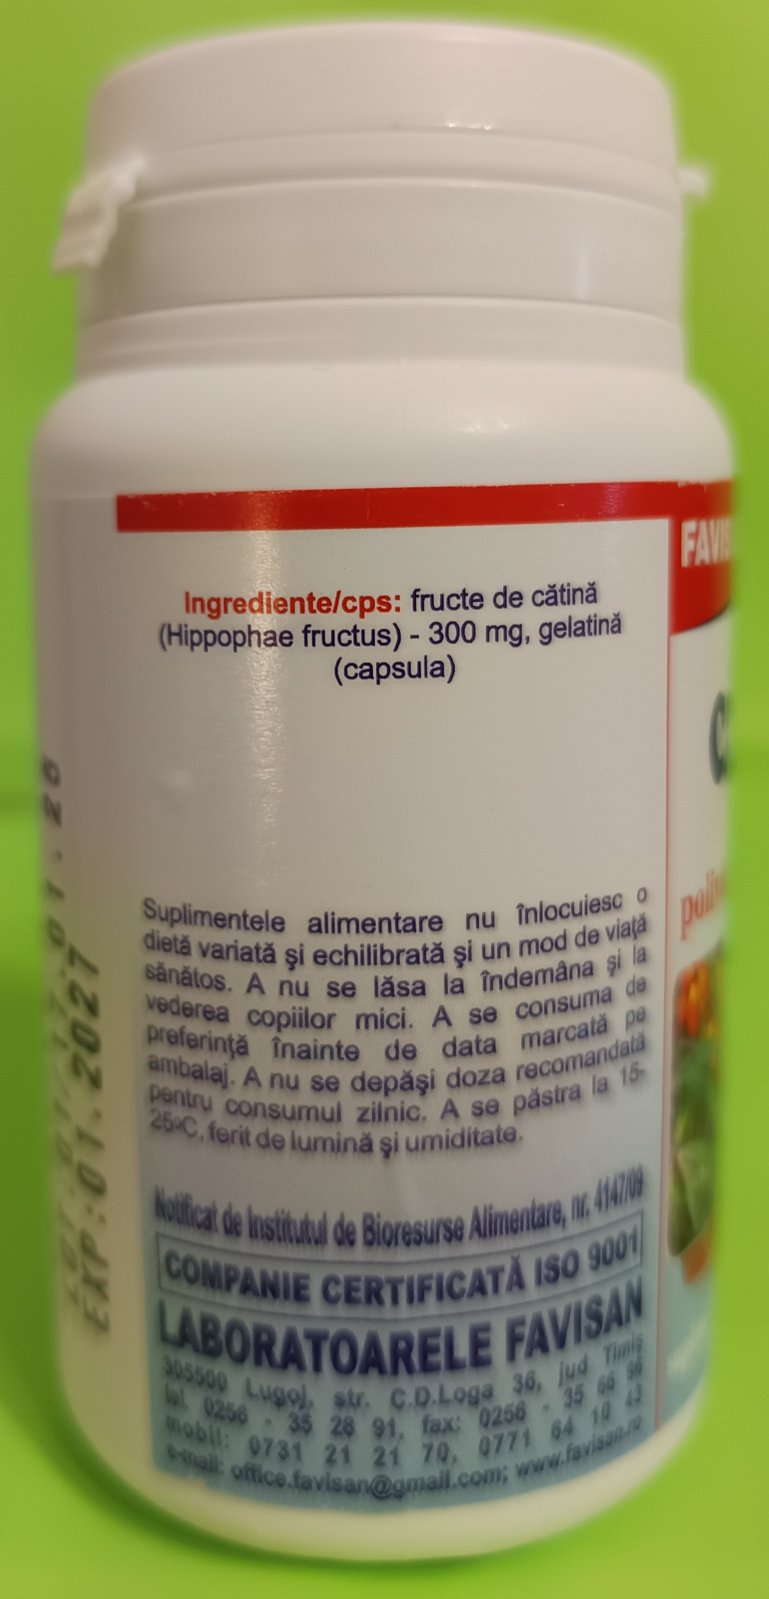 Ingrediente/cps: fructe de cătină
(Hippophae fructus) - 300 mg, gelatină
(capsula)
Suplimentele alimentare nu înlocuiesc o
dietă variată şi echilibrată şi un mod de viaţă
sănătos. A nu se lăsa la îndemâna şi la
vederea copiilor mici. A se consuma de
preferinţă înainte de data marcată pe
ambalaj. A nu se depăşi doza recomandată
pentru consumul zilnic. A se păstra la 15-
25ºC, ferit de lumină şi umiditate.
Notificat de Institutul de Bioresurse Alimentare, nr. 4147/09
COMPANIE CERTIFICATĂ ISO 9001
LABORATOARELE FAVISAN
305500 Lugoj, str. C.D.Loga 36, jud Timiş
tel. 0256 - 35 28 91, fax: 0256 - 35 66 96
mobil: 0731 21 21 70, 0771 64 10 43
e-mail: office.favisan@gmail.com; www.favisan.ro
EXP:01.2027
FAVIS